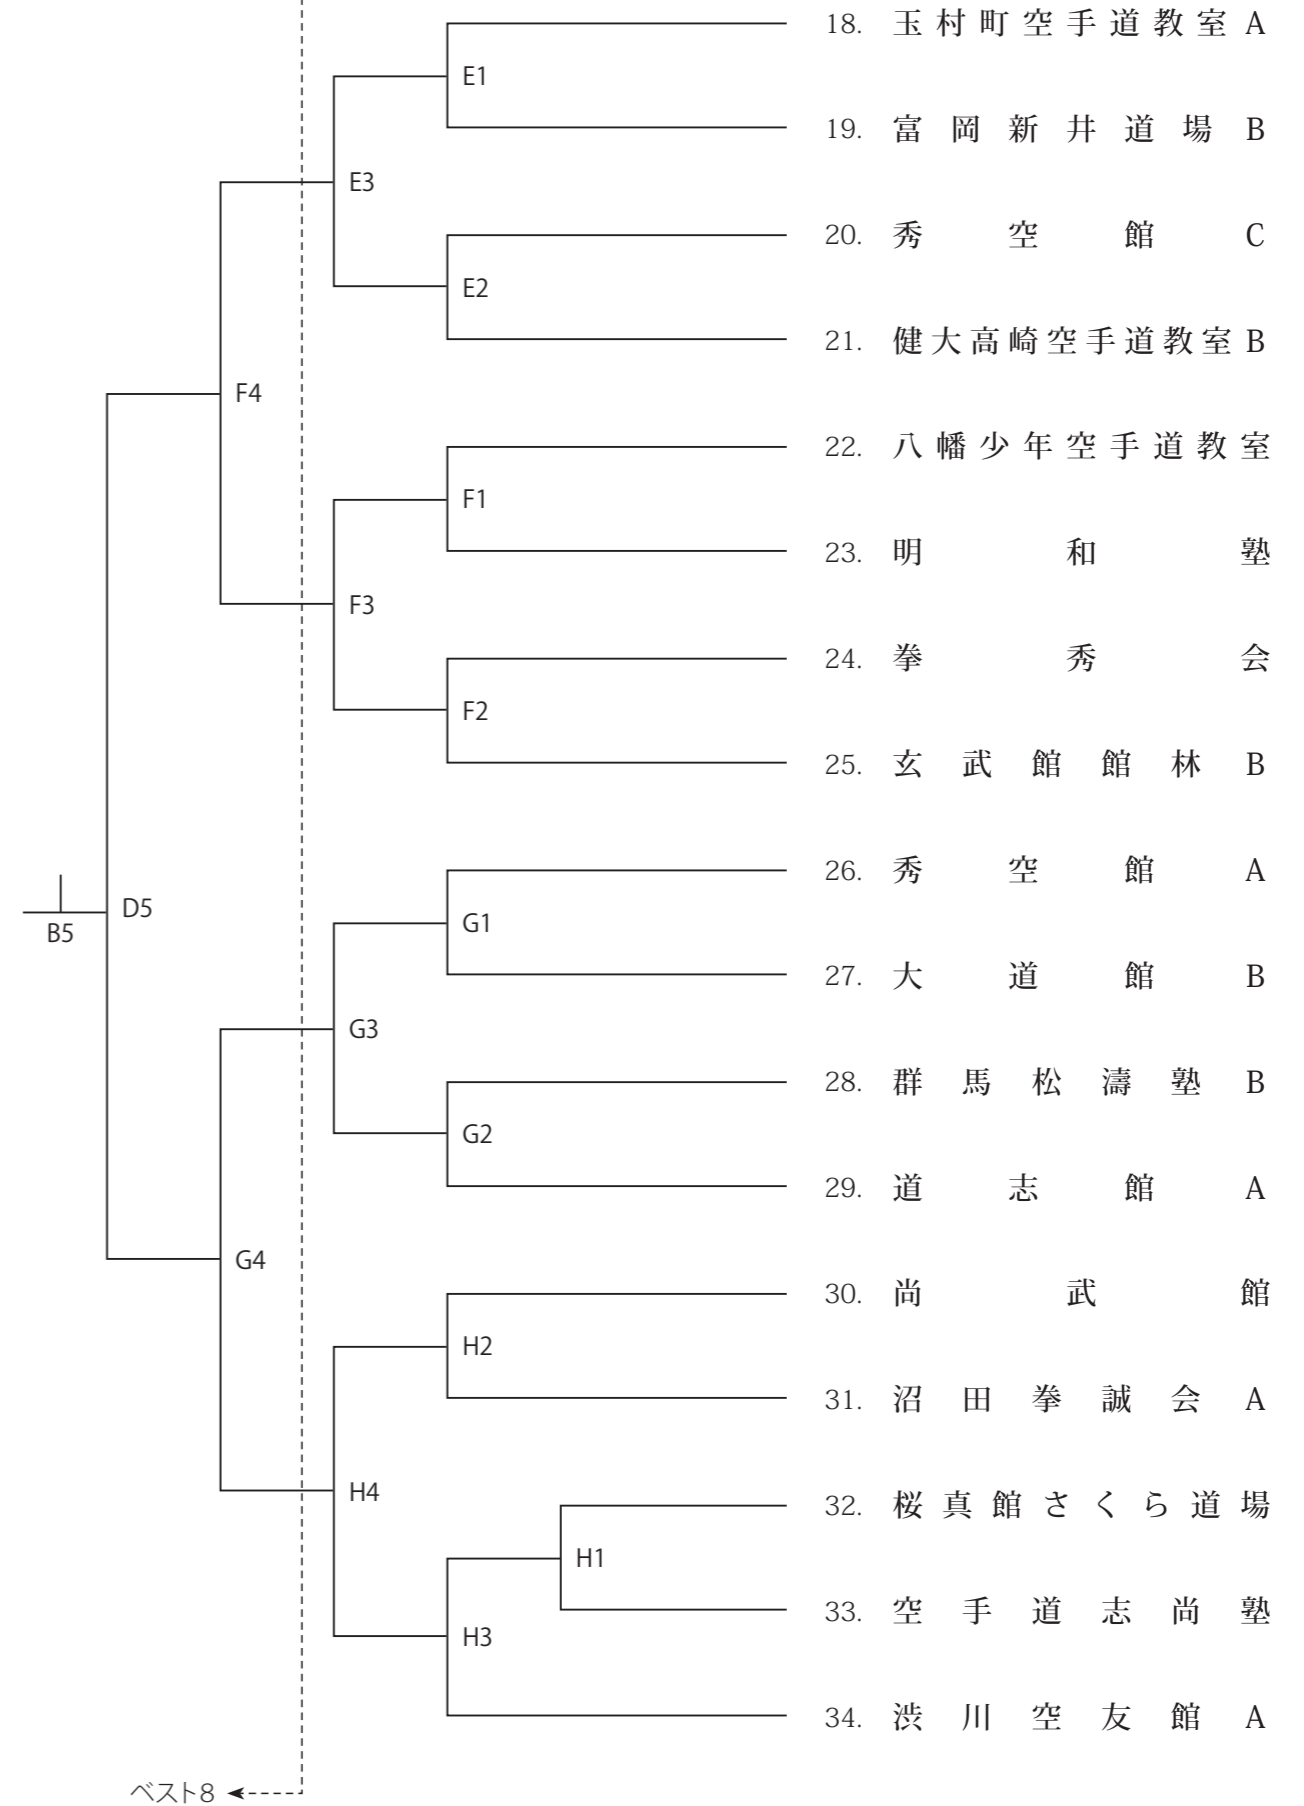 18. 玉村町空手道教室 A
E1
19. 富岡新井道場 B
E3
20. 秀空館 C
E2
21. 健大高崎空手道教室 B
F4
22. 八幡少年空手道教室
F1
23. 明和塾
F3
24. 拳秀会
F2
25. 玄武館館林 B
26. 秀空館 A
D5
B5
G1
27. 大道館 B
G3
28. 群馬松濤塾 B
G2
29. 道志館 A
G4
30. 尚武館
H2
31. 沼田拳誠会 A
H4
32. 桜真館さくら道場
H1
33. 空手道志尚塾
H3
34. 渋川空友館 A
ベスト8